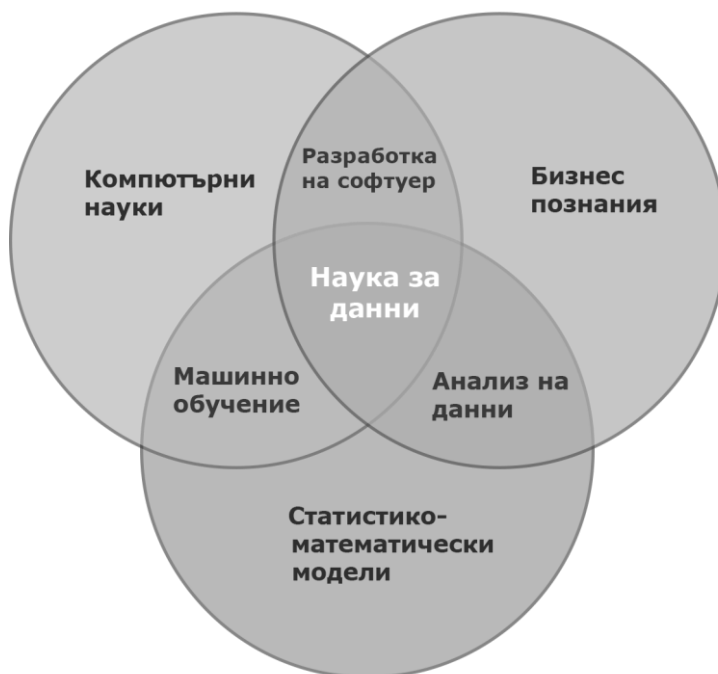 Компютърни
науки
Разработка
на софтуер
Бизнес
познания
Наука за
данни
Машинно
обучение
Анализ на
данни
Статистико-
математически
модели